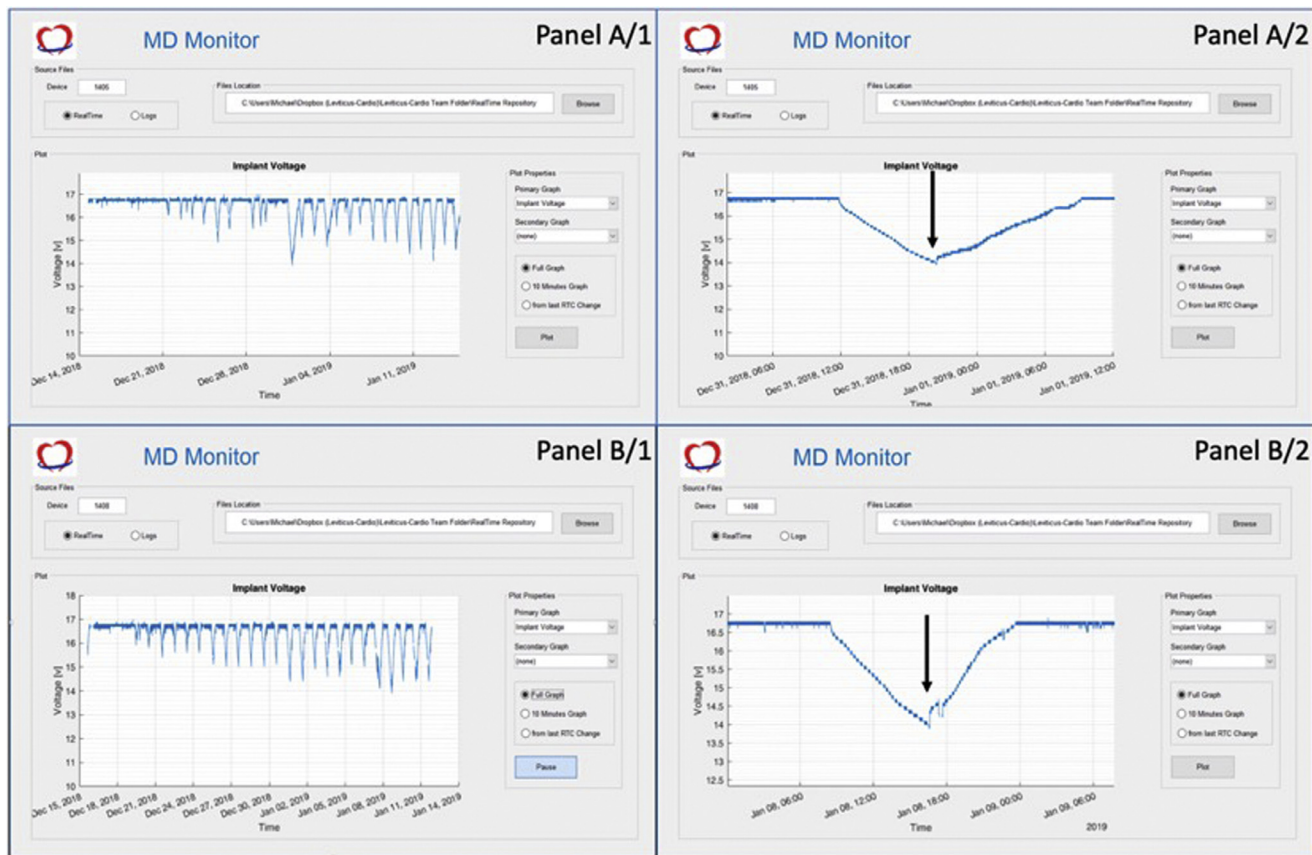 MD Monitor
Panel A/1
Source Files
Device 1405
RealTime Logs
Files Location
C:\Users\Michael\Dropbox (Leviticus-Cardio)\Leviticus-Cardio Team Folder\RealTime Repository
Browse
Plot
Implant Voltage
Voltage [v]
17
16
15
14
13
12
11
10
Dec 14, 2018
Dec 21, 2018
Dec 28, 2018
Jan 04, 2019
Jan 11, 2019
Time
Plot Properties
Primary Graph
Implant Voltage
Secondary Graph
(none)
Full Graph
10 Minutes Graph
from last RTC Change
Plot
MD Monitor
Panel A/2
Source Files
Device 1405
RealTime Logs
Files Location
C:\Users\Michael\Dropbox (Leviticus-Cardio)\Leviticus-Cardio Team Folder\RealTime Repository
Browse
Plot
Implant Voltage
Voltage [v]
17
16
15
14
13
12
11
10
Dec 31, 2018, 06:00
Dec 31, 2018, 12:00
Dec 31, 2018, 18:00
Jan 01, 2019, 00:00
Jan 01, 2019, 06:00
Jan 01, 2019, 12:00
Time
Plot Properties
Primary Graph
Implant Voltage
Secondary Graph
(none)
Full Graph
10 Minutes Graph
from last RTC Change
Plot
MD Monitor
Panel B/1
Source Files
Device 1408
RealTime Logs
Files Location
C:\Users\Michael\Dropbox (Leviticus-Cardio)\Leviticus-Cardio Team Folder\RealTime Repository
Browse
Plot
Implant Voltage
Voltage [v]
18
17
16
15
14
13
12
11
10
Dec 15, 2018
Dec 18, 2018
Dec 21, 2018
Dec 24, 2018
Dec 27, 2018
Dec 30, 2018
Jan 02, 2019
Jan 05, 2019
Jan 08, 2019
Jan 11, 2019
Jan 14, 2019
Time
Plot Properties
Primary Graph
Implant Voltage
Secondary Graph
(none)
Full Graph
10 Minutes Graph
from last RTC Change
Pause
MD Monitor
Panel B/2
Source Files
Device 1408
RealTime Logs
Files Location
C:\Users\Michael\Dropbox (Leviticus-Cardio)\Leviticus-Cardio Team Folder\RealTime Repository
Browse
Plot
Implant Voltage
Voltage [v]
17
16.5
16
15.5
15
14.5
14
13.5
13
12.5
Jan 08, 06:00
Jan 08, 12:00
Jan 08, 18:00
Jan 09, 00:00
Jan 09, 06:00
Time
2019
Plot Properties
Primary Graph
Implant Voltage
Secondary Graph
(none)
Full Graph
10 Minutes Graph
from last RTC Change
Plot